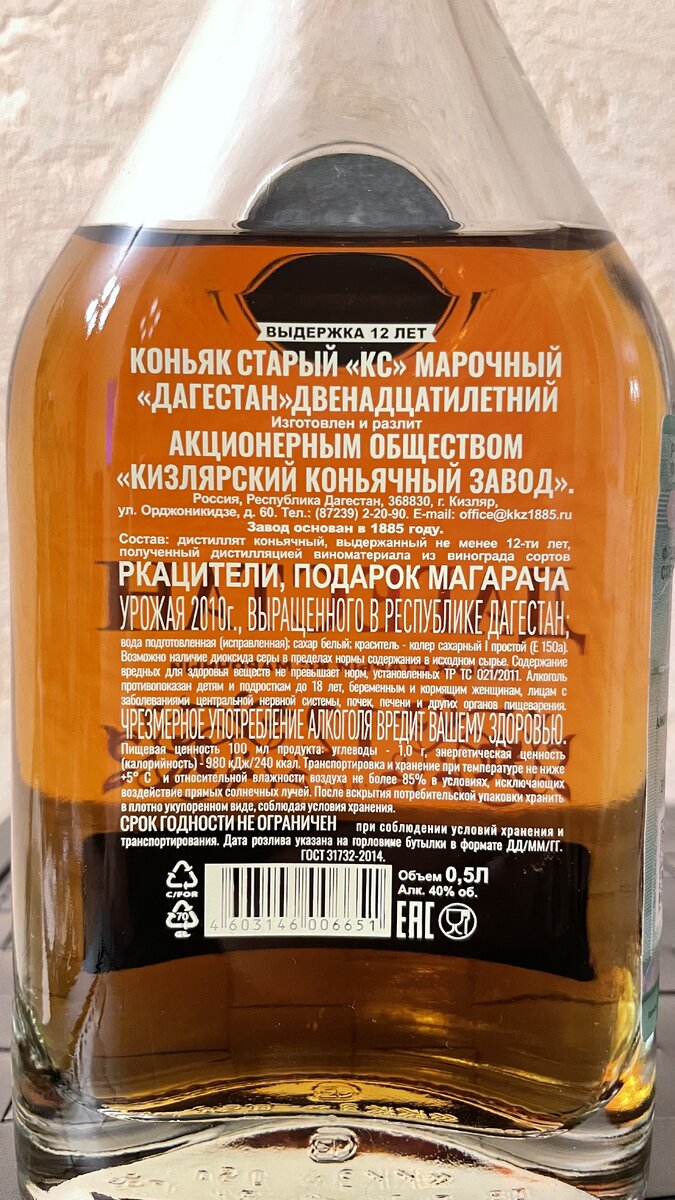 ВЫДЕРЖКА 12 ЛЕТ
КОНЬЯК СТАРЫЙ «КС» МАРОЧНЫЙ
«ДАГЕСТАН»ДВЕНАДЦАТИЛЕТНИЙ
Изготовлен и разлит
АКЦИОНЕРНЫМ ОБЩЕСТВОМ
«КИЗЛЯРСКИЙ КОНЬЯЧНЫЙ ЗАВОД».
Россия, Республика Дагестан, 368830, г. Кизляр,
ул. Орджоникидзе, д. 60. Тел.: (87239) 2-20-90. E-mail: office@kkz1885.ru
Завод основан в 1885 году.
Состав: дистиллят коньячный, выдержанный не менее 12-ти лет,
полученный дистилляцией виноматериала из винограда сортов
РКАЦИТЕЛИ, ПОДАРОК МАГАРАЧА
УРОЖАЯ 2010г., ВЫРАЩЕННОГО В РЕСПУБЛИКЕ ДАГЕСТАН;
вода подготовленная (исправленная); сахар белый; краситель - колер сахарный I простой (Е 150а).
Возможно наличие диоксида серы в пределах нормы содержания в исходном сырье. Содержание
вредных для здоровья веществ не превышает норм, установленных ТР ТС 021/2011. Алкоголь
противопоказан детям и подросткам до 18 лет, беременным и кормящим женщинам, лицам с
заболеваниями центральной нервной системы, почек, печени и других органов пищеварения.
ЧРЕЗМЕРНОЕ УПОТРЕБЛЕНИЕ АЛКОГОЛЯ ВРЕДИТ ВАШЕМУ ЗДОРОВЬЮ.
Пищевая ценность 100 мл продукта: углеводы - 1,0 г, энергетическая ценность
(калорийность) - 980 кДж/240 ккал. Транспортировка и хранение при температуре не ниже
+5° С и относительной влажности воздуха не более 85% в условиях, исключающих
воздействие прямых солнечных лучей. После вскрытия потребительской упаковки хранить
в плотно укупоренном виде, соблюдая условия хранения.
СРОК ГОДНОСТИ НЕ ОГРАНИЧЕН при соблюдении условий хранения и
транспортирования. Дата розлива указана на горловине бутылки в формате ДД/ММ/ГГ.
ГОСТ 31732-2014.
C/FOR
70
4 603146 006651
Объем 0,5Л
Алк. 40% об.
ЕАС